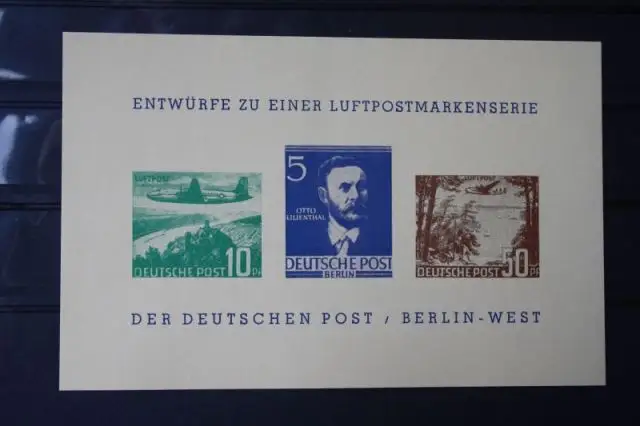 ENTWÜRFE ZU EINER LUFTPOSTMARKENSERIE
LUFTPOST
DEUTSCHE POST 10 PF
5
OTTO
LILIENTHAL
DEUTSCHE POST
BERLIN
LUFTPOST
DEUTSCHE POST 50 PF
DER DEUTSCHEN POST / BERLIN-WEST